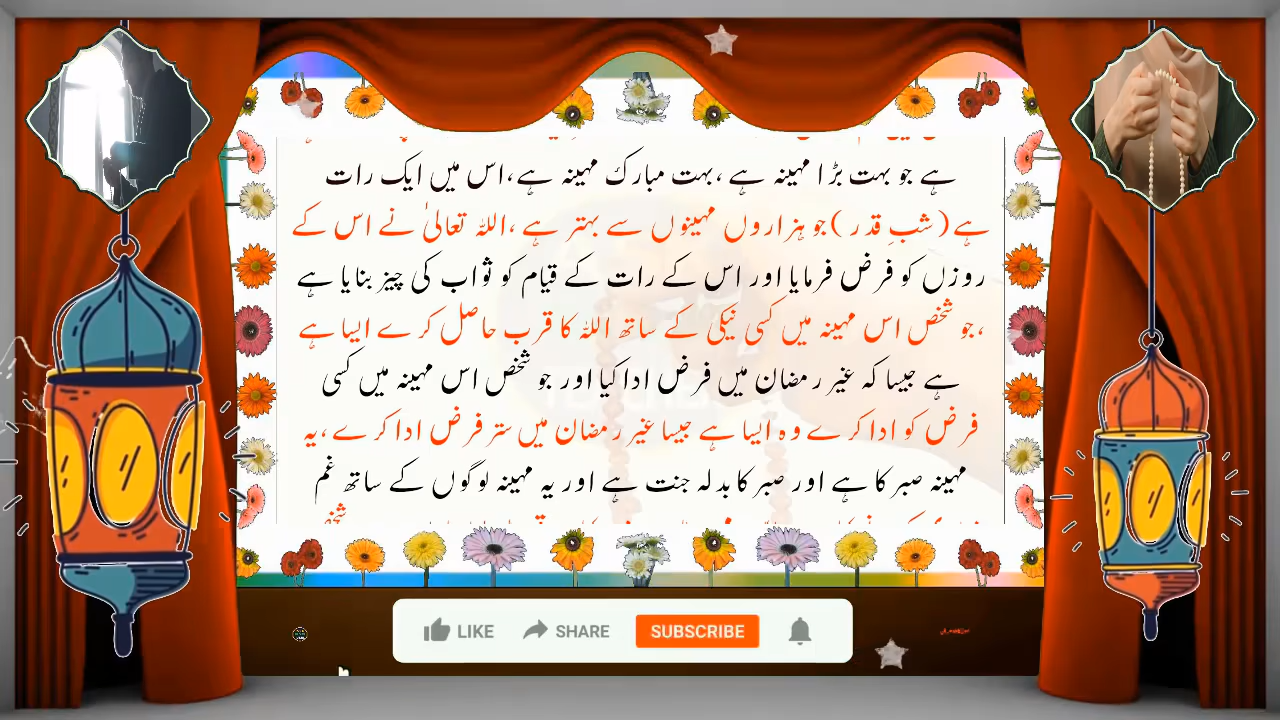 ہے جو بہت بڑا مہینہ ہے ،بہت مبارک مہینہ ہے،اس میں ایک رات
ہے (شبِ قدر )جو ہزاروں مہینوں سے بہتر ہے ،اللہ تعالیٰ نے اس کے
روزں کو فرض فرمایا اور اس کے رات کے قیام کو ثواب کی چیز بنایا ہے
،جو شخص اس مہینہ میں کسی نیکی کے ساتھ اللہ کا قرب حاصل کرے ایسا ہے
ہے جیسا کہ غیر رمضان میں فرض ادا کیا اور جو شخص اس مہینہ میں کسی
فرض کو ادا کرے وہ ایسا ہے جیسا غیر رمضان میں ستر فرض ادا کرے ،یہ
مہینہ صبر کا ہے اور صبر کا بدلہ جنت ہے اور یہ مہینہ لوگوں کے ساتھ غم
LIKE SHARE SUBSCRIBE